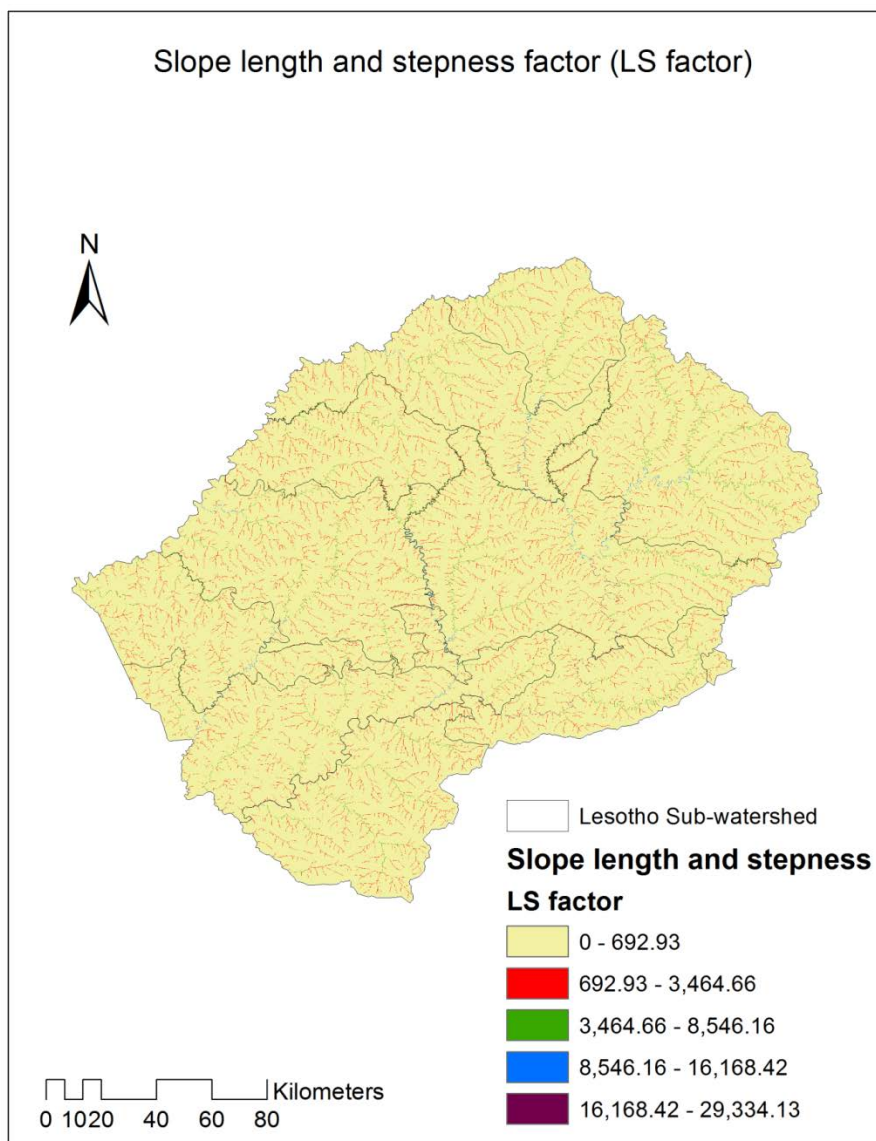 Slope length and stepness factor (LS factor)
N
Lesotho Sub-watershed
Slope length and stepness
LS factor
0 - 692.93
692.93 - 3,464.66
3,464.66 - 8,546.16
8,546.16 - 16,168.42
16,168.42 - 29,334.13
Kilometers
0 10 20 40 60 80